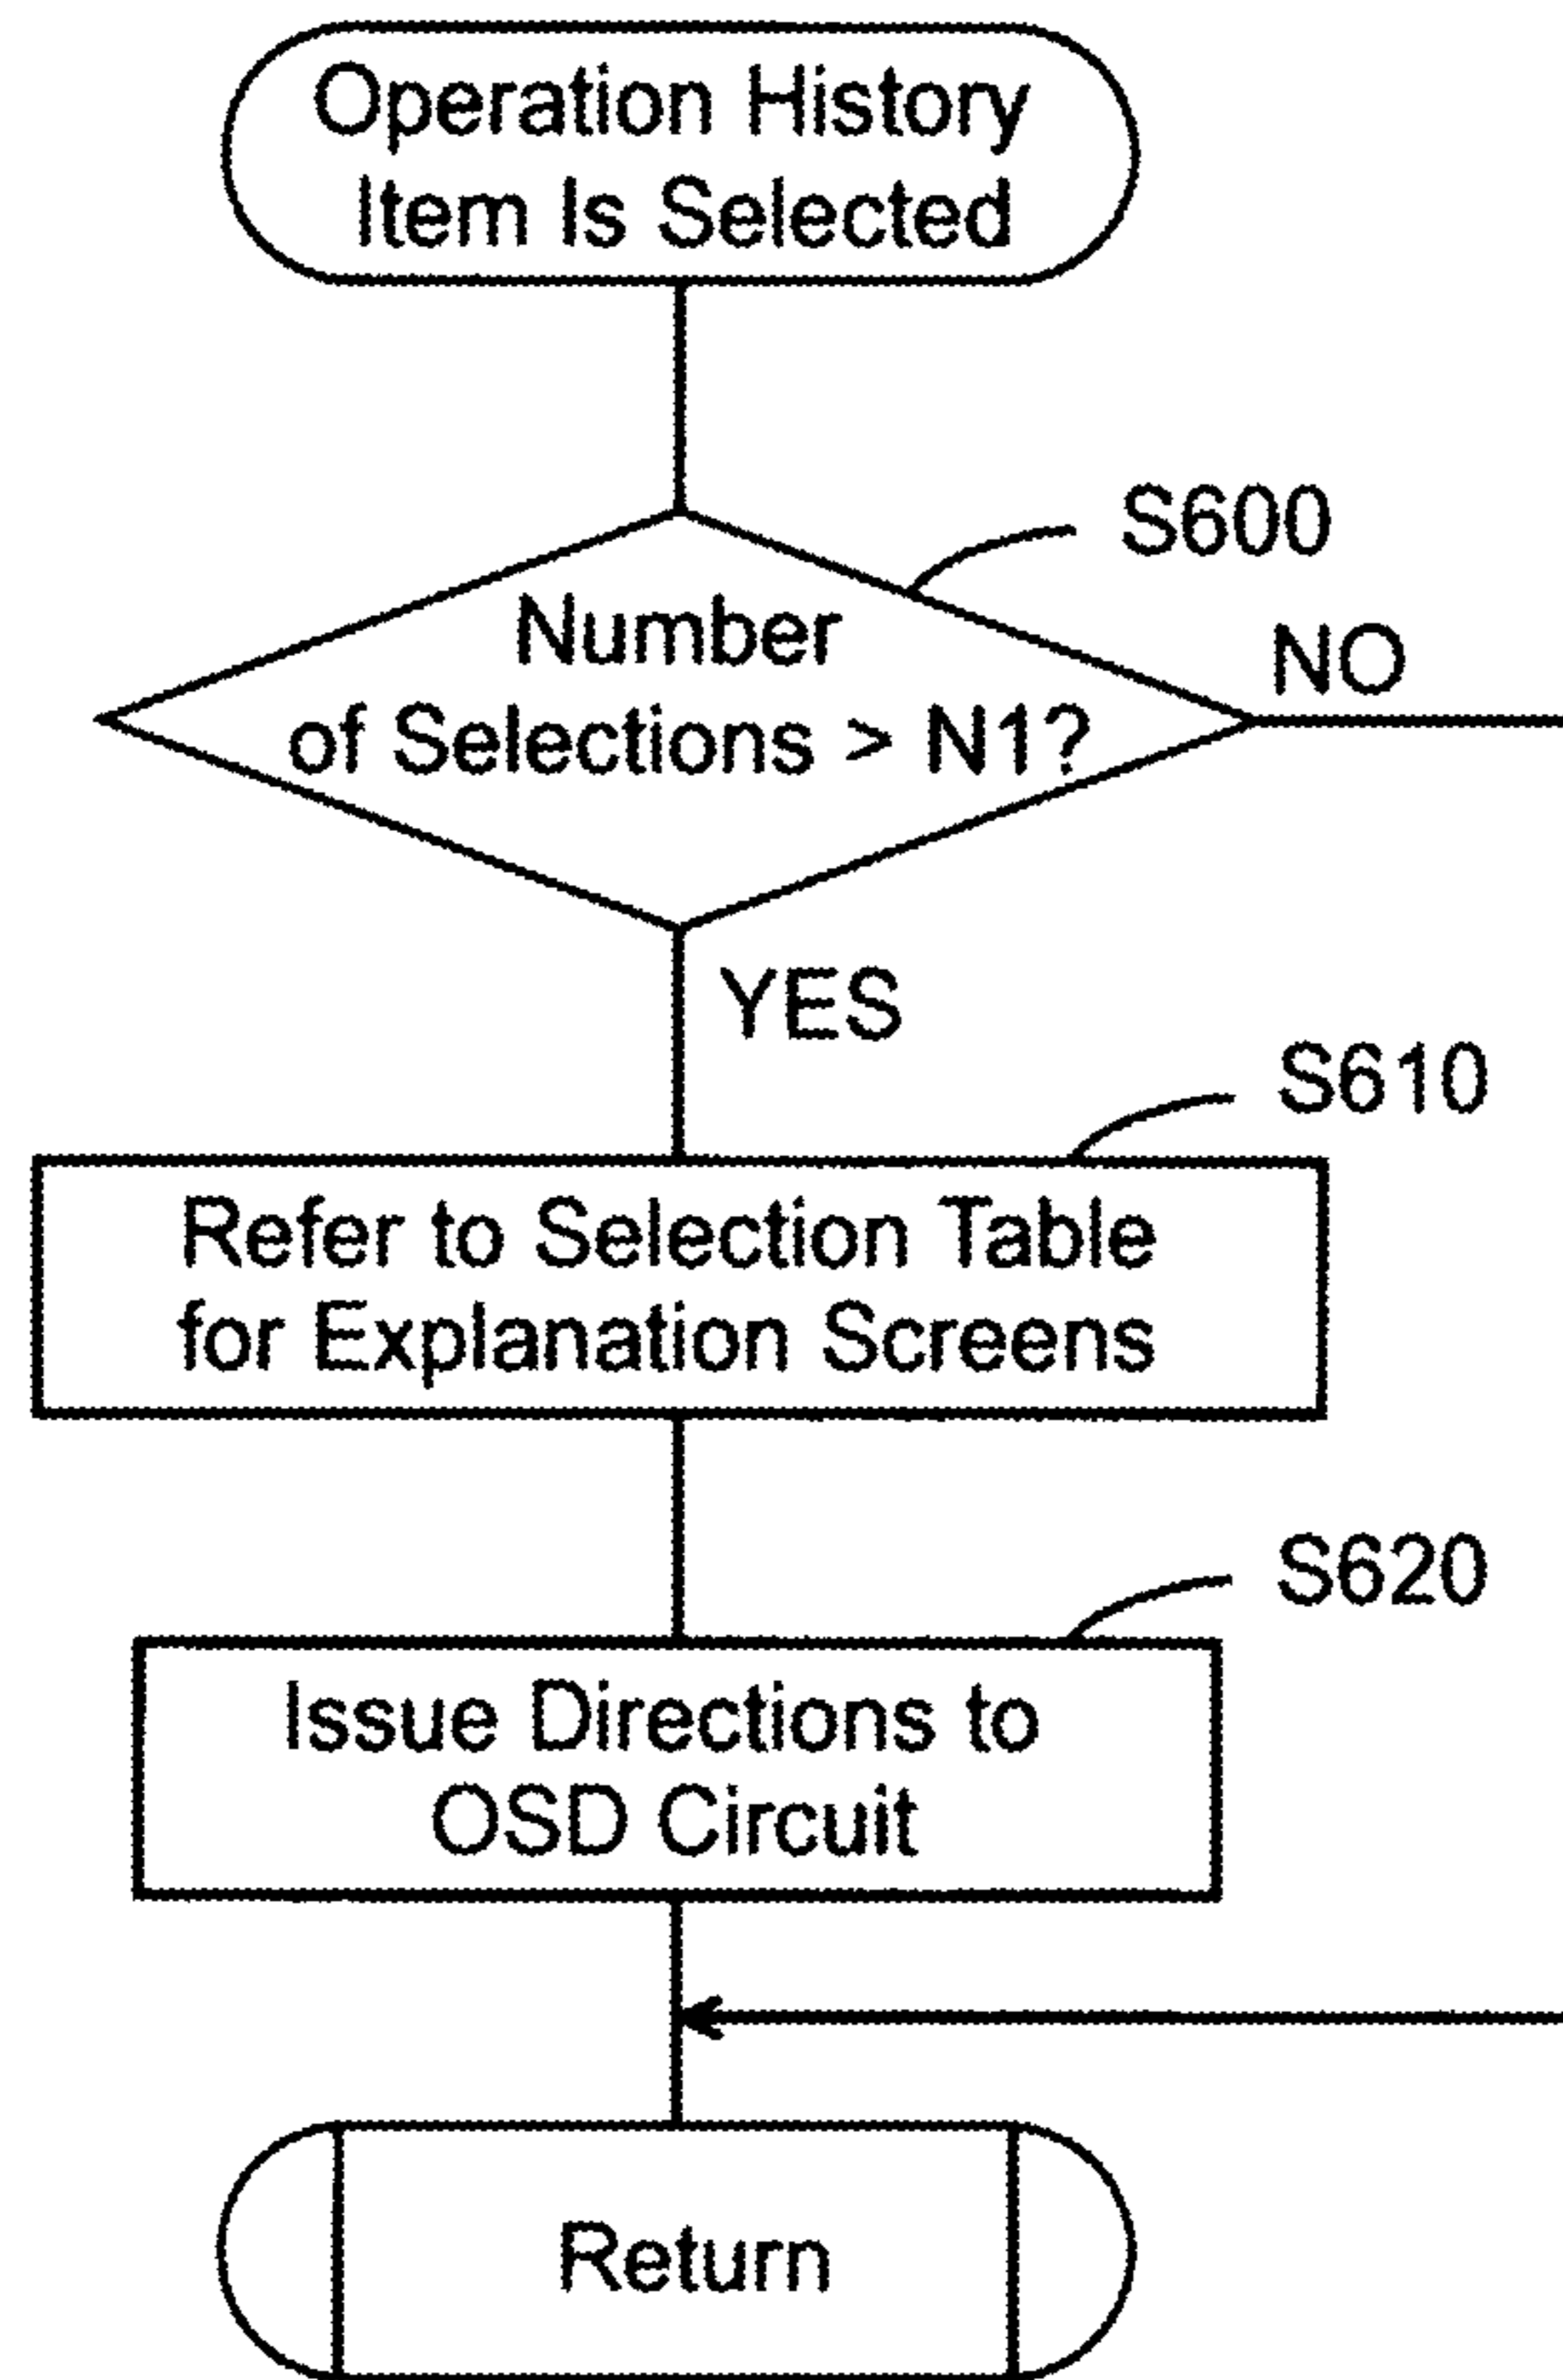 Operation History
Item Is Selected
S600
Number
of Selections > N1?
NO
YES
S610
Refer to Selection Table
for Explanation Screens
S620
Issue Directions to
OSD Circuit
Return